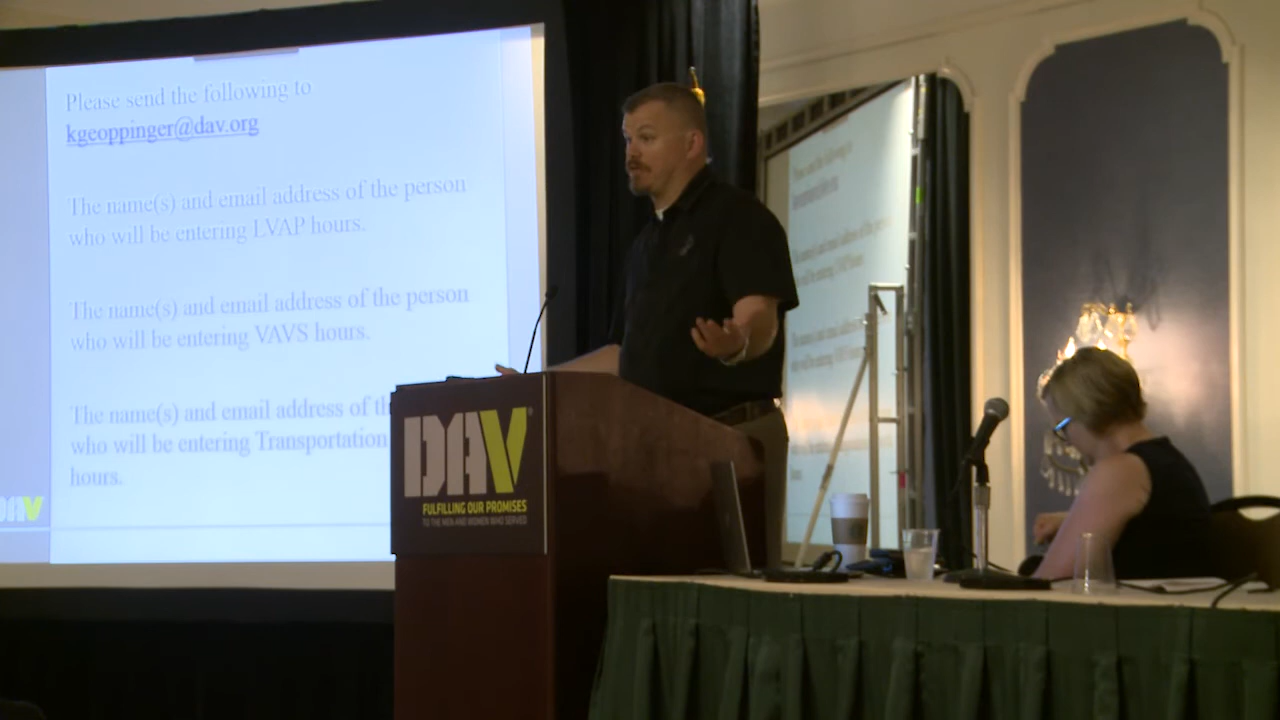 Please send the following to
kgeoppinger@dav.org
The name(s) and email address of the person
who will be entering LVAP hours.
The name(s) and email address of the person
who will be entering VAVS hours.
The name(s) and email address of th
who will be entering Transportation
hours.
DAV
DAV
FULFILLING OUR PROMISES
TO THE MEN AND WOMEN WHO SERVED